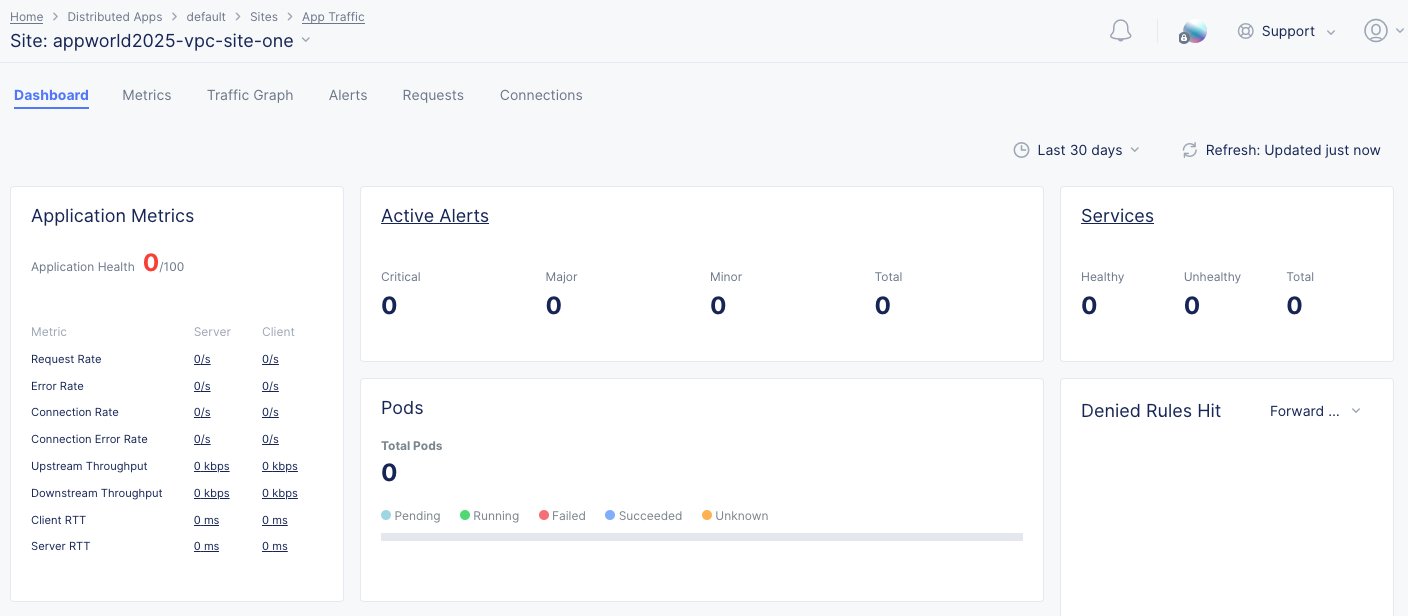 Home > Distributed Apps > default > Sites > App Traffic
Site: appworld2025-vpc-site-one
Support
Dashboard Metrics Traffic Graph Alerts Requests Connections
Last 30 days Refresh: Updated just now
Application Metrics
Application Health 0/100
Metric Server Client
Request Rate 0/s 0/s
Error Rate 0/s 0/s
Connection Rate 0/s 0/s
Connection Error Rate 0/s 0/s
Upstream Throughput 0 kbps 0 kbps
Downstream Throughput 0 kbps 0 kbps
Client RTT 0 ms 0 ms
Server RTT 0 ms 0 ms
Active Alerts
Critical Major Minor Total
0 0 0 0
Services
Healthy Unhealthy Total
0 0 0
Pods
Total Pods
0
Pending Running Failed Succeeded Unknown
Denied Rules Hit Forward ...